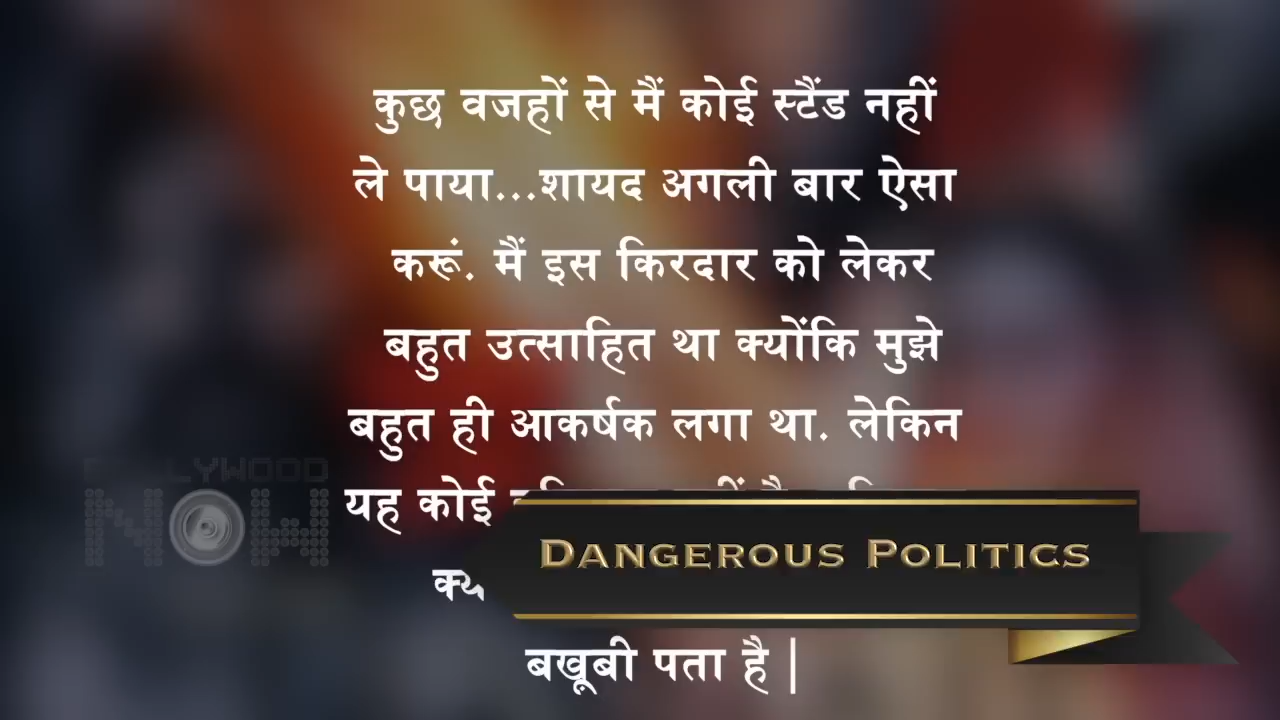 कुछ वजहों से मैं कोई स्टैंड नहीं
ले पाया...शायद अगली बार ऐसा
करूं. मैं इस किरदार को लेकर
बहुत उत्साहित था क्योंकि मुझे
बहुत ही आकर्षक लगा था. लेकिन
यह कोई
DANGEROUS POLITICS
बखूबी पता है |
NOW